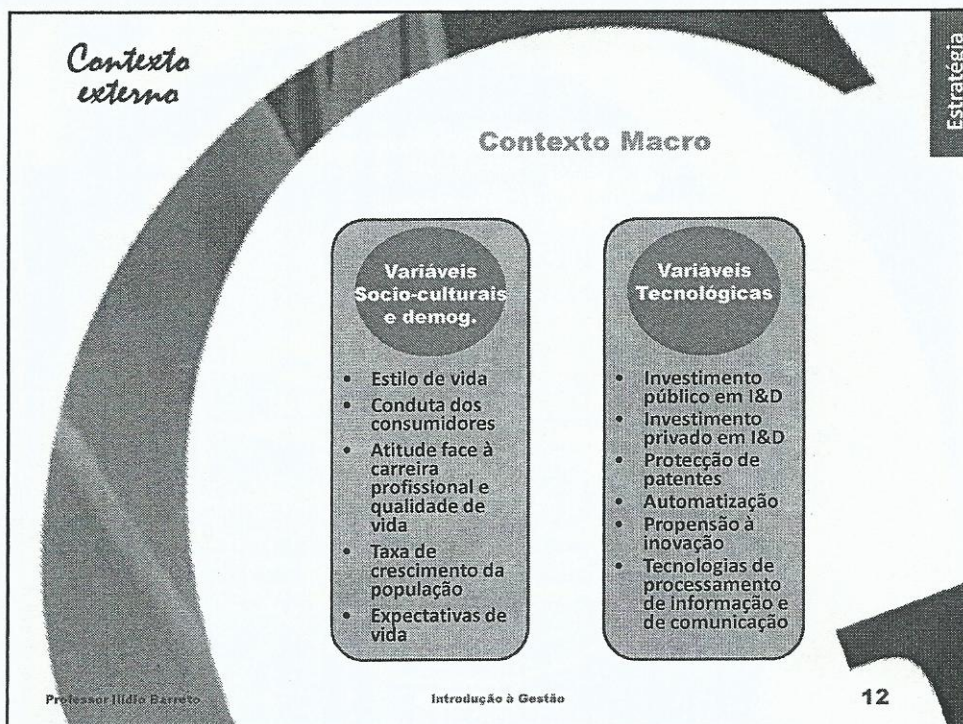 Contexto
externo
Estratégia
Contexto Macro
Variáveis
Socio-culturais
e demog.
• Estilo de vida
• Conduta dos
consumidores
• Atitude face à
carreira
profissional e
qualidade de
vida
• Taxa de
crescimento da
população
• Expectativas de
vida
Variáveis
Tecnológicas
• Investimento
público em I&D
• Investimento
privado em I&D
• Protecção de
patentes
• Automatização
• Propensão à
inovação
• Tecnologias de
processamento
de informação e
de comunicação
Professor Ilídio Barreto
Introdução à Gestão
12